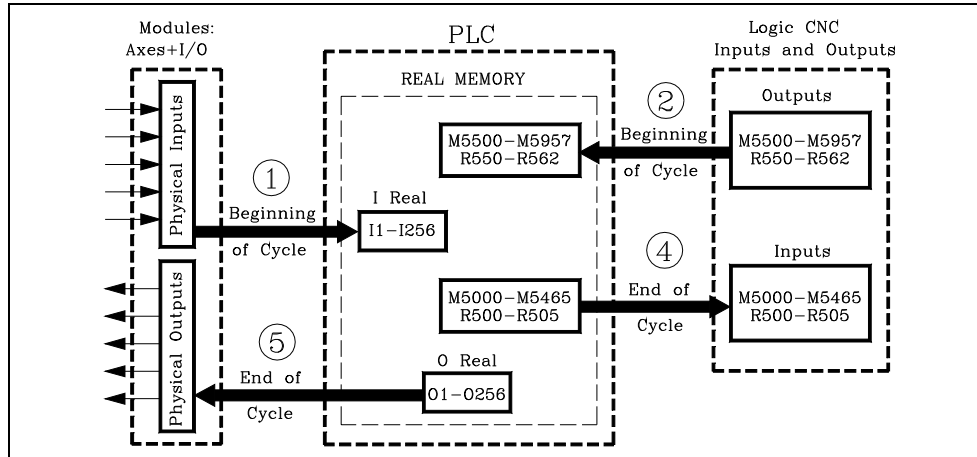 Modules:
Axes+I/O
PLC
Logic CNC
Inputs and Outputs
REAL MEMORY
Physical Inputs
1
Beginning
of Cycle
I Real
I1-I256
M5500-M5957
R550-R562
2
Beginning
of Cycle
Outputs
M5500-M5957
R550-R562
M5000-M5465
R500-R505
4
End of
Cycle
Inputs
M5000-M5465
R500-R505
Physical Outputs
5
End of
Cycle
O Real
O1-O256